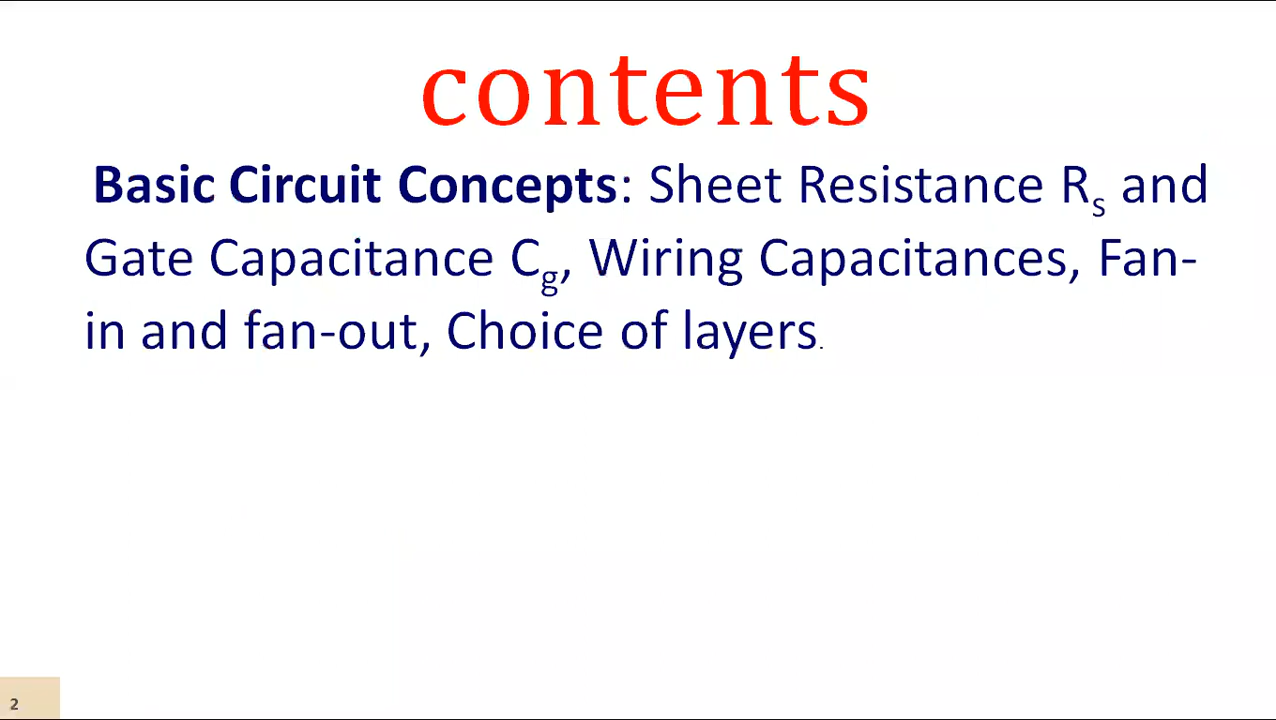 contents
Basic Circuit Concepts: Sheet Resistance Rs and
Gate Capacitance Cg, Wiring Capacitances, Fan-
in and fan-out, Choice of layers.
2